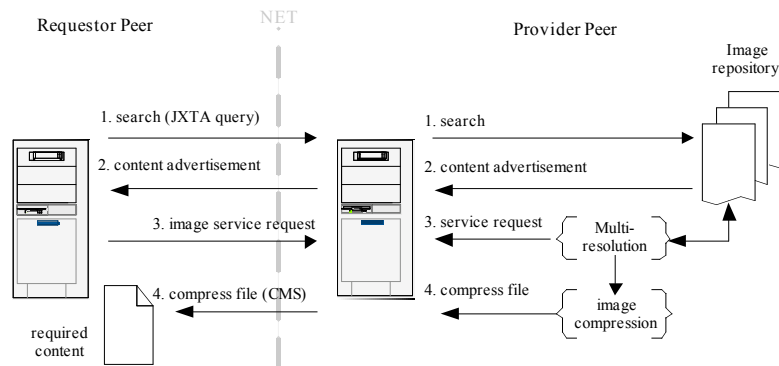 NET
Requestor Peer
Provider Peer
Image
repository
1. search (JXTA query)
1. search
2. content advertisement
2. content advertisement
3. image service request
3. service request
Multi-
resolution
4. compress file (CMS)
4. compress file
image
compression
required
content